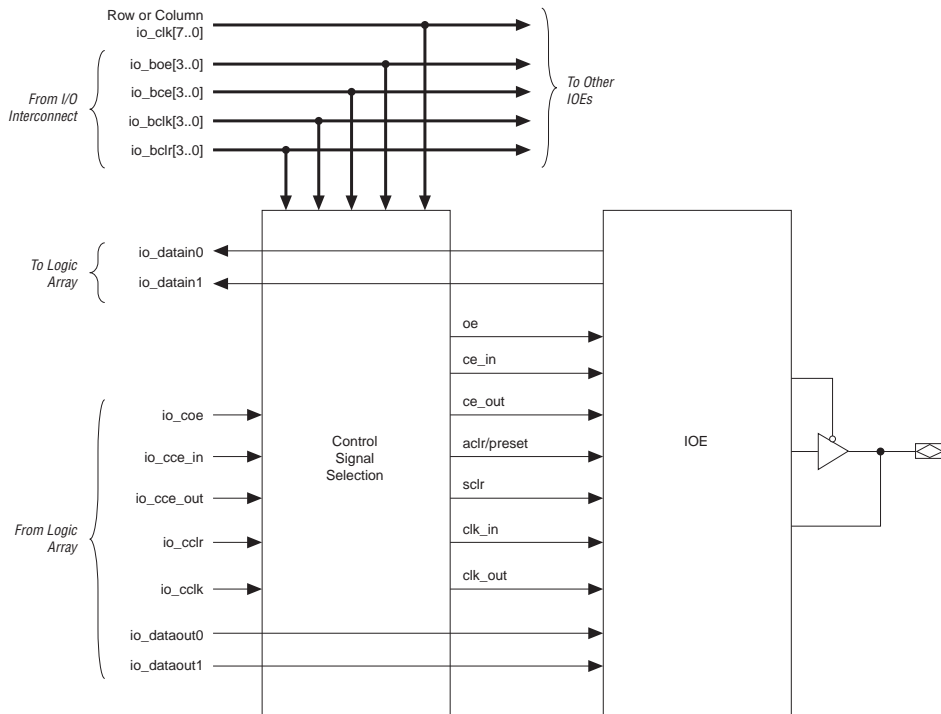 Row or Column
io_clk[7..0]
io_boe[3..0]
From I/O
Interconnect
io_bce[3..0]
io_bclk[3..0]
io_bclr[3..0]
To Other
IOEs
To Logic
Array
io_datain0
io_datain1
oe
ce_in
ce_out
aclr/preset
sclr
clk_in
clk_out
Control
Signal
Selection
IOE
From Logic
Array
io_coe
io_cce_in
io_cce_out
io_cclr
io_cclk
io_dataout0
io_dataout1